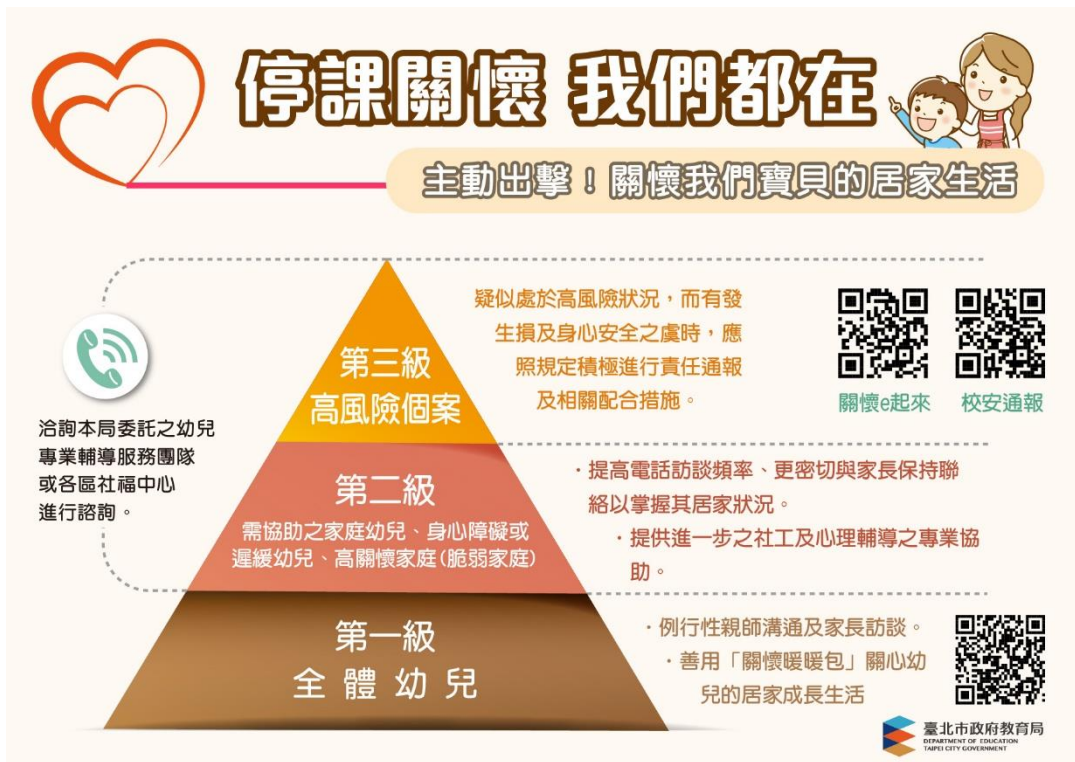 停課關懷 我們都在
主動出擊！關懷我們寶貝的居家生活
洽詢本局委託之幼兒
專業輔導服務團隊
或各區社福中心
進行諮詢。
第三級
高風險個案
疑似處於高風險狀況，而有發
生損及身心安全之虞時，應
照規定積極進行責任通報
及相關配合措施。
關懷e起來
校安通報
第二級
需協助之家庭幼兒、身心障礙或
遲緩幼兒、高關懷家庭(脆弱家庭)
·提高電話訪談頻率、更密切與家長保持聯
絡以掌握其居家狀況。
·提供進一步之社工及心理輔導之專業協
助。
第一級
全體幼兒
·例行性親師溝通及家長訪談。
·善用「關懷暖暖包」關心幼
兒的居家成長生活
臺北市政府教育局
DEPARTMENT OF EDUCATION
TAIPEI CITY GOVERNMENT